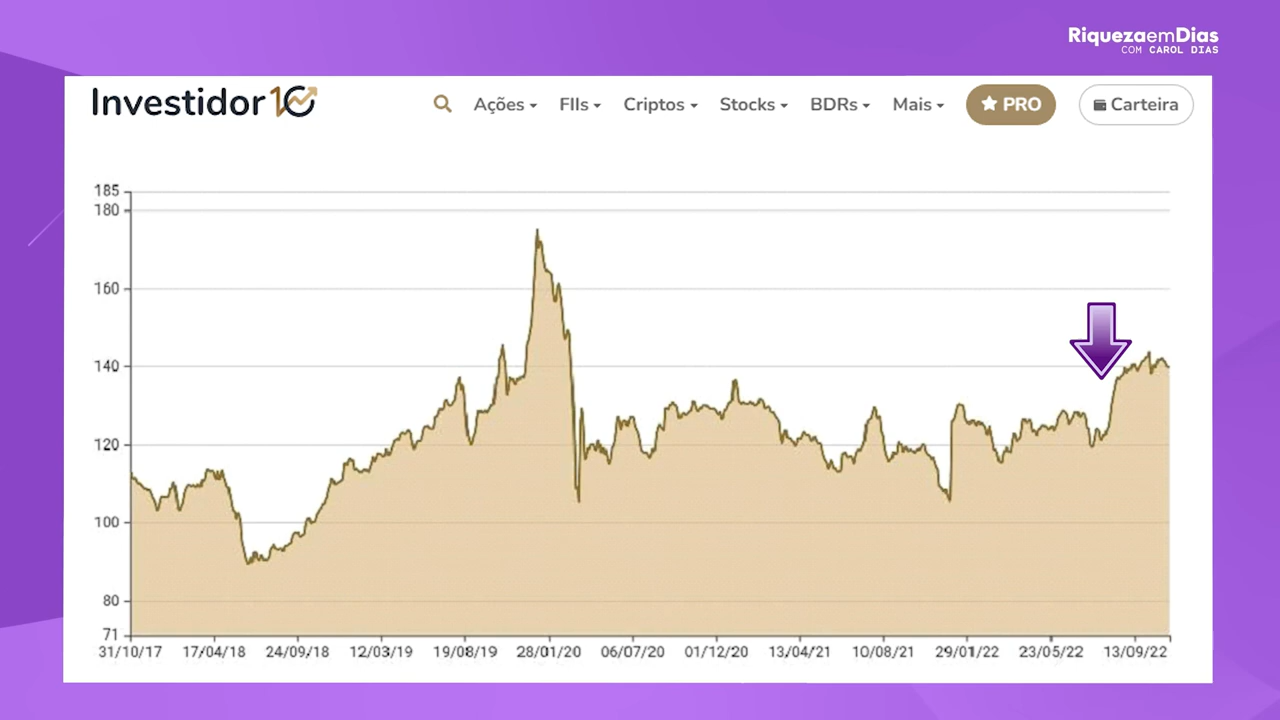 RiquezaemDias
COM CAROL DIAS
Investidor10
Ações FIIs Criptos Stocks BDRs Mais PRO Carteira
185
180
160
140
120
100
80
71
31/10/17 17/04/18 24/09/18 12/03/19 19/08/19 28/01/20 06/07/20 01/12/20 13/04/21 10/08/21 29/01/22 23/05/22 13/09/22